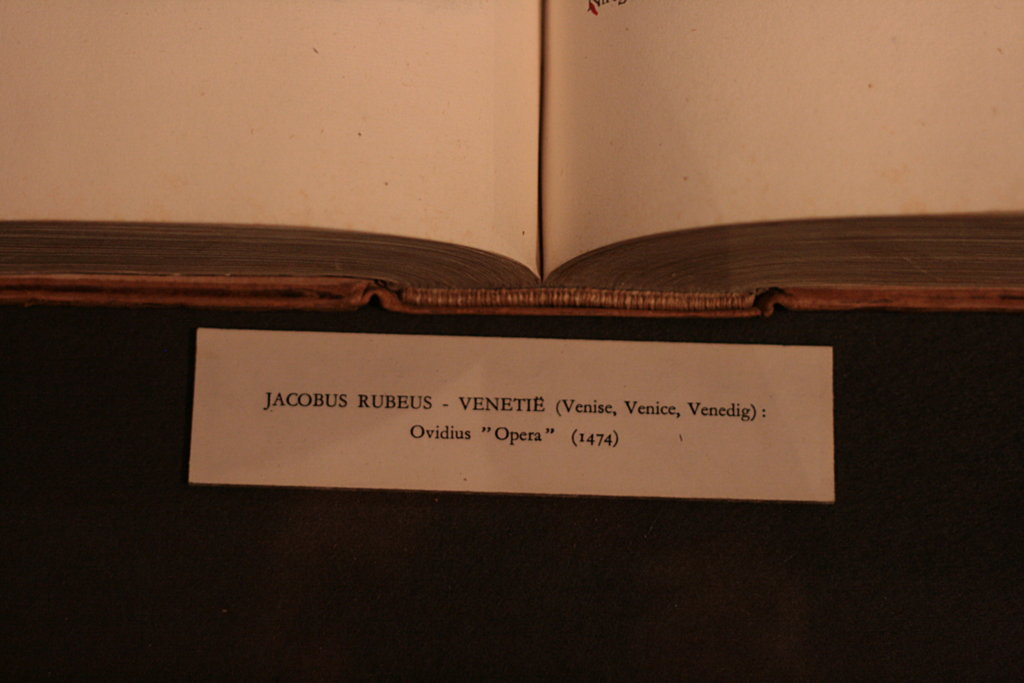 JACOBUS RUBEUS - VENETIË (Venise, Venice, Venedig) :
Ovidius ”Opera” (1474)